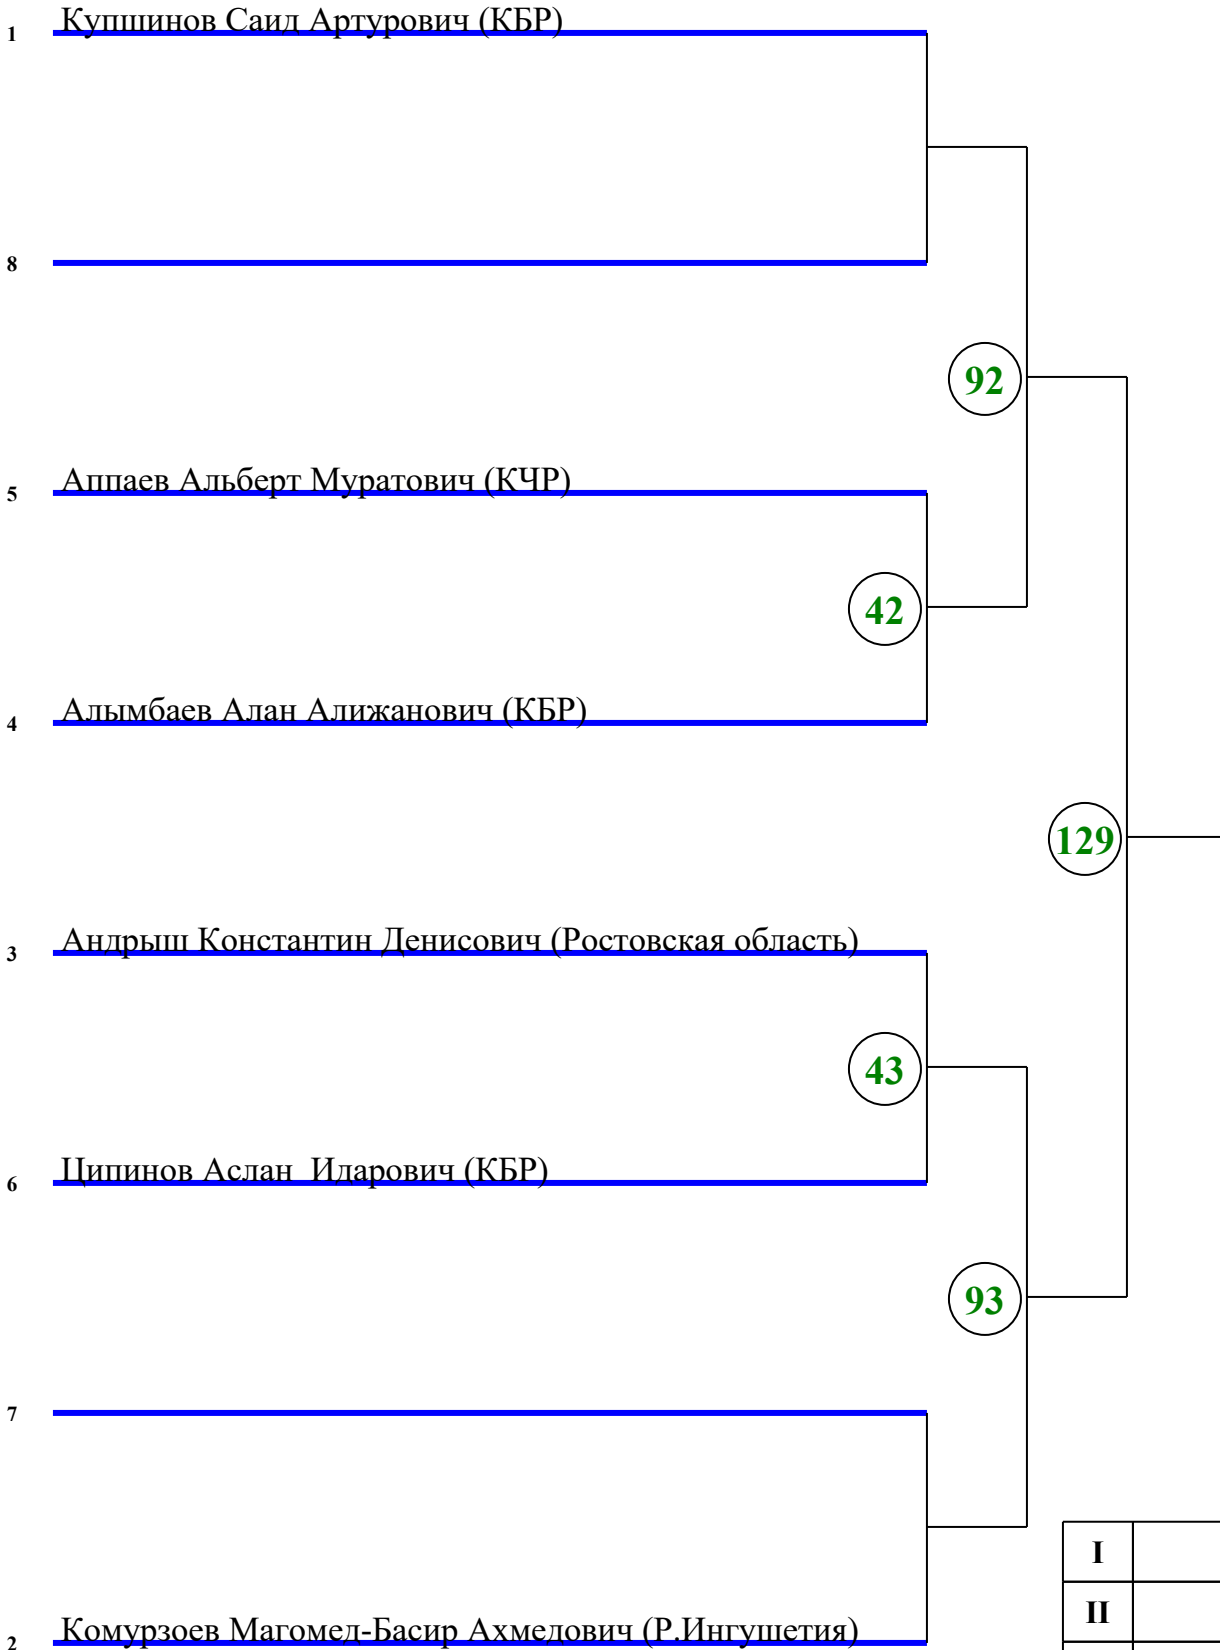 1 Купшинов Саид Артурович (КБР)
8
92
5 Аппаев Альберт Муратович (КЧР)
42
4 Алымбаев Алан Алижанович (КБР)
129
3 Андрыш Константин Денисович (Ростовская область)
43
6 Ципинов Аслан Идарович (КБР)
93
7
I
II
2 Комурзоев Магомед-Басир Ахмедович (Р.Ингушетия)